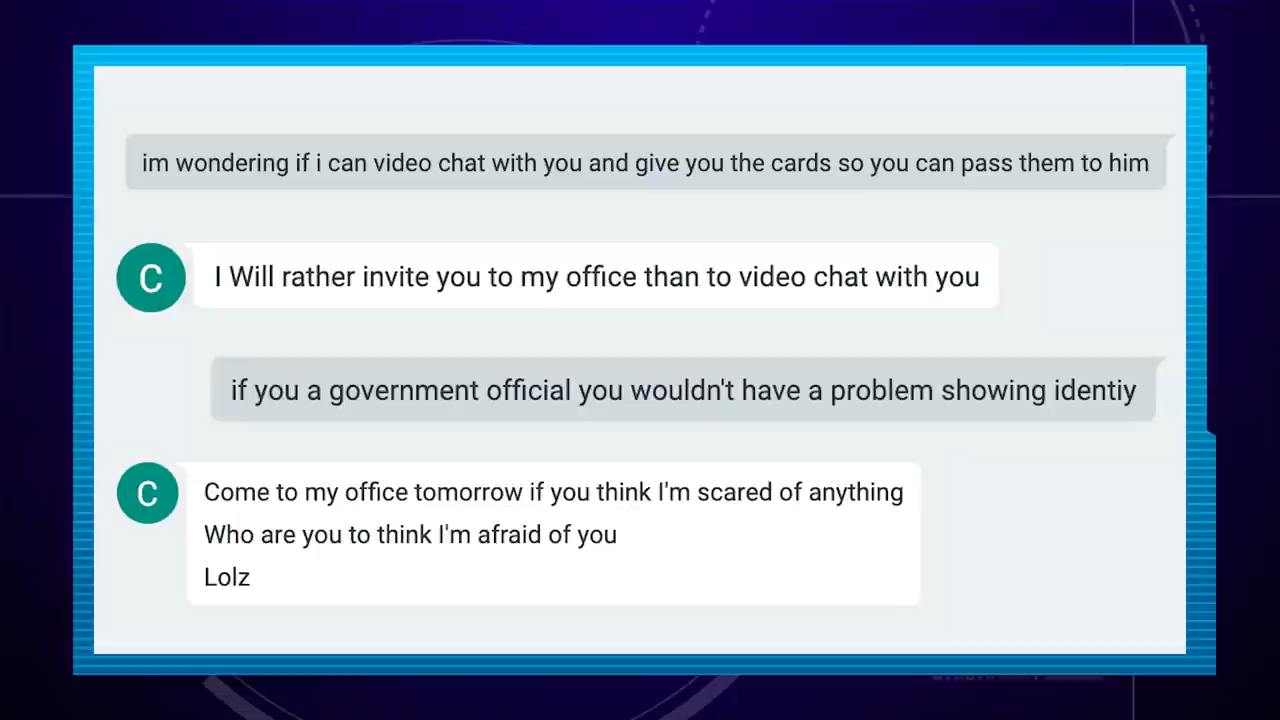 im wondering if i can video chat with you and give you the cards so you can pass them to him
C
I Will rather invite you to my office than to video chat with you
if you a government official you wouldn't have a problem showing identiy
C
Come to my office tomorrow if you think I'm scared of anything
Who are you to think I'm afraid of you
Lolz